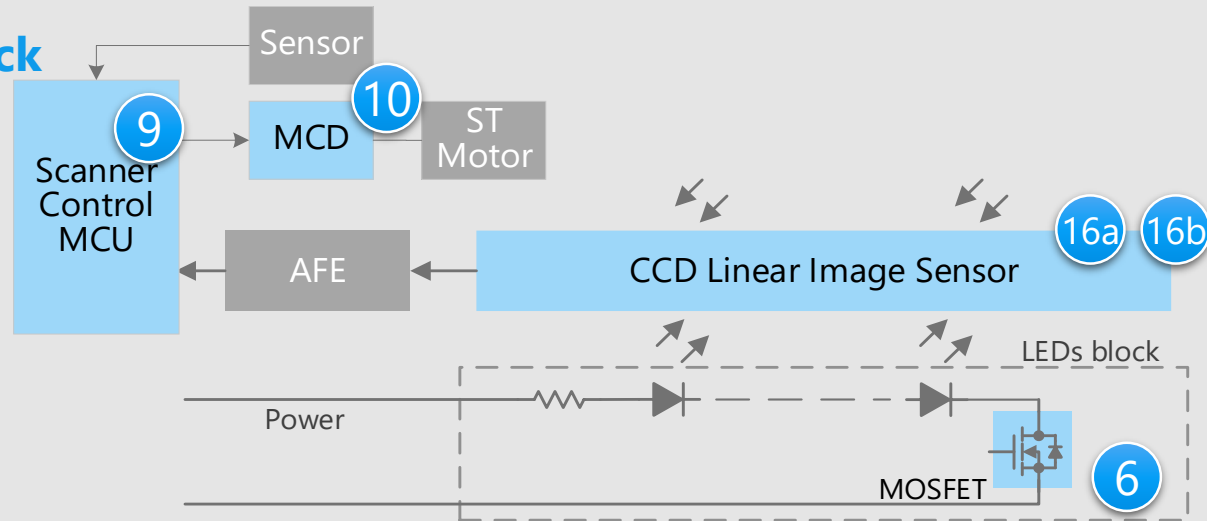 Sensor
9
Scanner
Control
MCU
MCD
10
ST
Motor
AFE
CCD Linear Image Sensor
16a
16b
LEDs block
Power
MOSFET
6